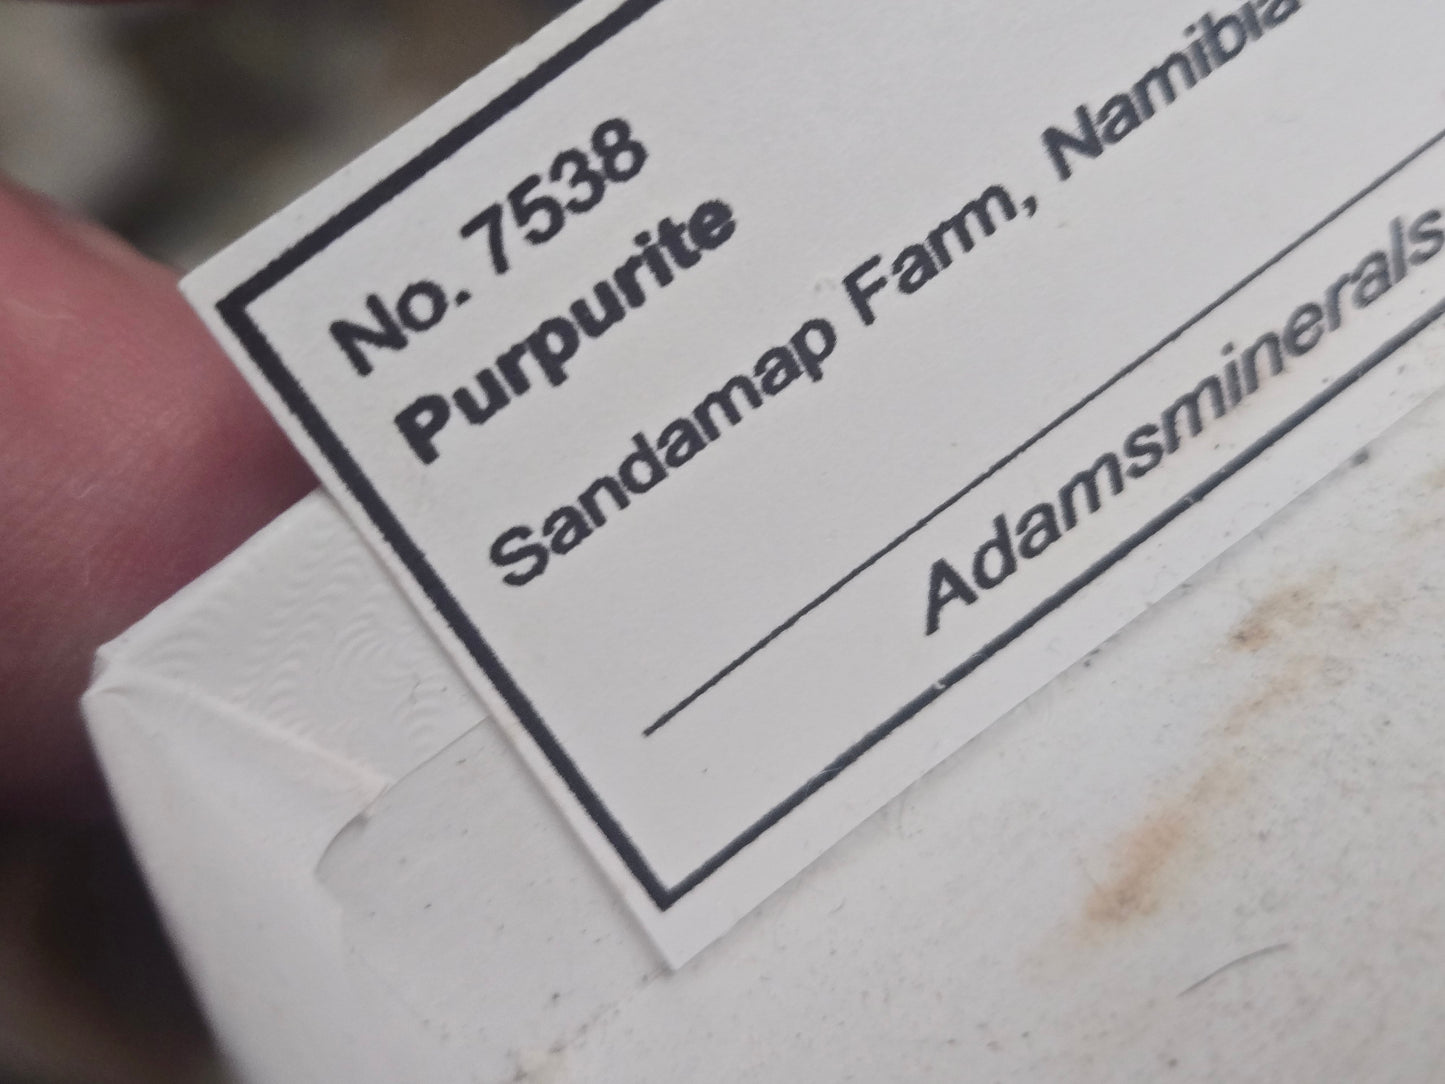 No. 7538
Purpurite
Sandamap Farm, Namibia
Adamsminerals